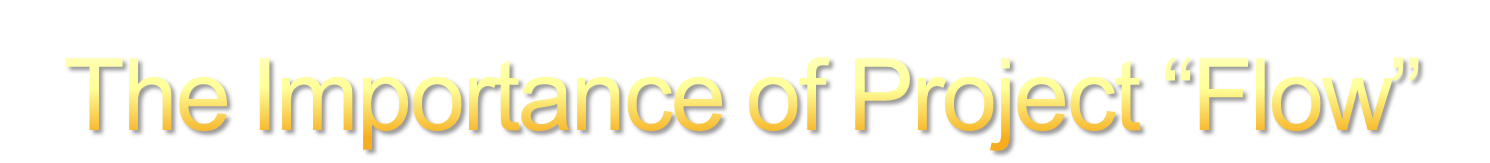 The Importance of Project “Flow”